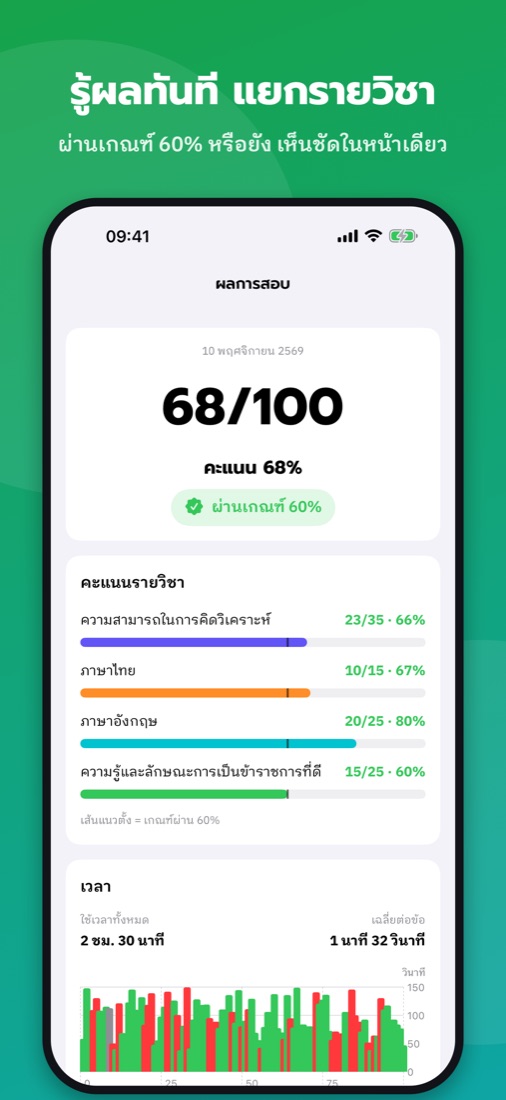 รู้ผลทันที แยกรายวิชา
ผ่านเกณฑ์ 60% หรือยัง เห็นชัดในหน้าเดียว
09:41
ผลการสอบ
10 พฤศจิกายน 2569
68/100
คะแนน 68%
ผ่านเกณฑ์ 60%
คะแนนรายวิชา
ความสามารถในการคิดวิเคราะห์ 23/35 · 66%
ภาษาไทย 10/15 · 67%
ภาษาอังกฤษ 20/25 · 80%
ความรู้และลักษณะการเป็นข้าราชการที่ดี 15/25 · 60%
เส้นแนวตั้ง = เกณฑ์ผ่าน 60%
เวลา
ใช้เวลาทั้งหมด เฉลี่ยต่อข้อ
2 ชม. 30 นาที 1 นาที 32 วินาที
วินาที
150
100
50
0
0 25 50 75